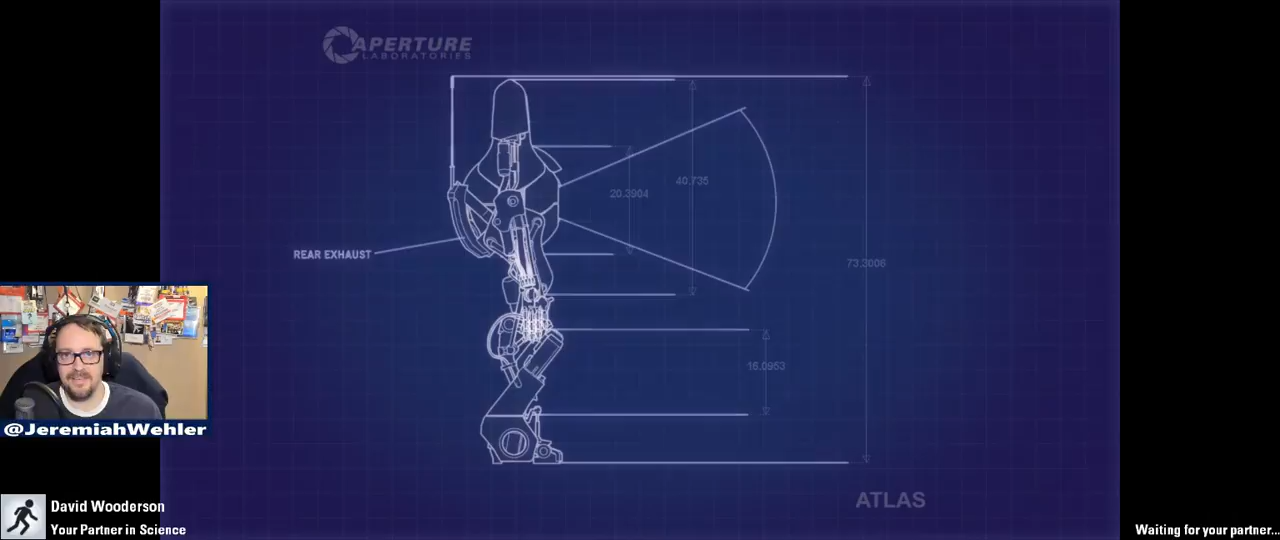 APERTURE
LABORATORIES
40.735
20.3904
REAR EXHAUST
73.3006
16.0953
@JeremiahWehler
ATLAS
David Wooderson
Your Partner in Science
Waiting for your partner...